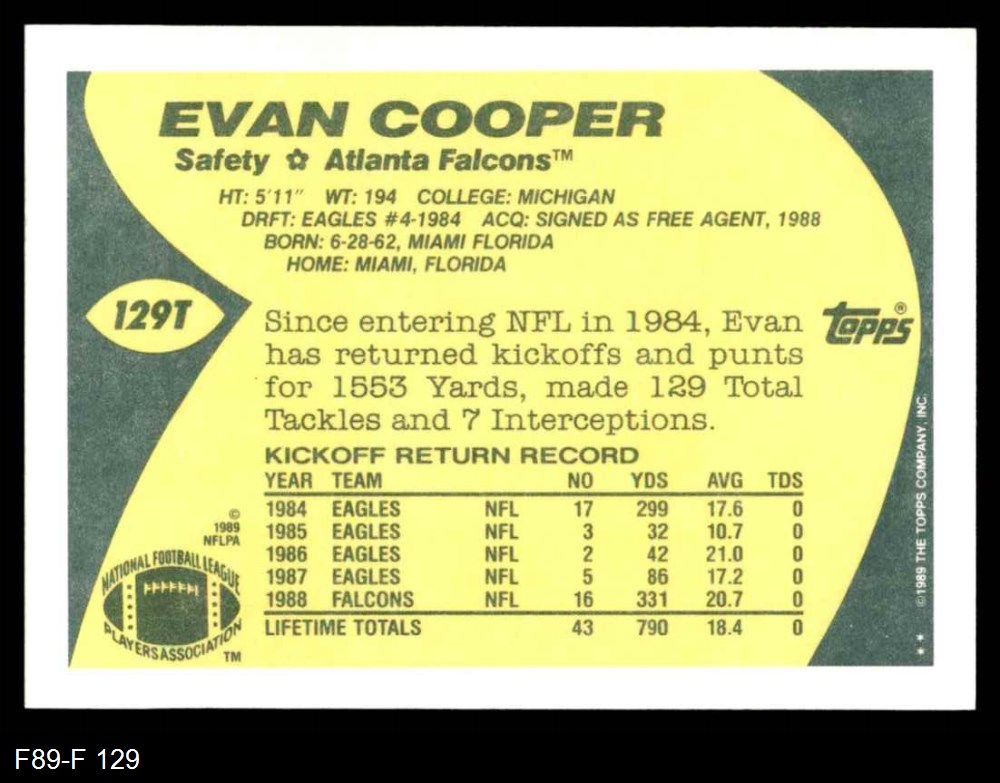 EVAN COOPER
Safety ✩ Atlanta Falcons™
HT: 5'11" WT: 194 COLLEGE: MICHIGAN
DRFT: EAGLES #4-1984 ACQ: SIGNED AS FREE AGENT, 1988
BORN: 6-28-62, MIAMI FLORIDA
HOME: MIAMI, FLORIDA
129T
topps®
Since entering NFL in 1984, Evan
has returned kickoffs and punts
for 1553 Yards, made 129 Total
Tackles and 7 Interceptions.
KICKOFF RETURN RECORD
YEAR TEAM NO YDS AVG TDS
1984 EAGLES NFL 17 299 17.6 0
1985 EAGLES NFL 3 32 10.7 0
1986 EAGLES NFL 2 42 21.0 0
1987 EAGLES NFL 5 86 17.2 0
1988 FALCONS NFL 16 331 20.7 0
LIFETIME TOTALS 43 790 18.4 0
©
1989
NFLPA
NATIONAL FOOTBALL LEAGUE
PLAYERS ASSOCIATION
TM
©1989 THE TOPPS COMPANY, INC.
**
F89-F 129